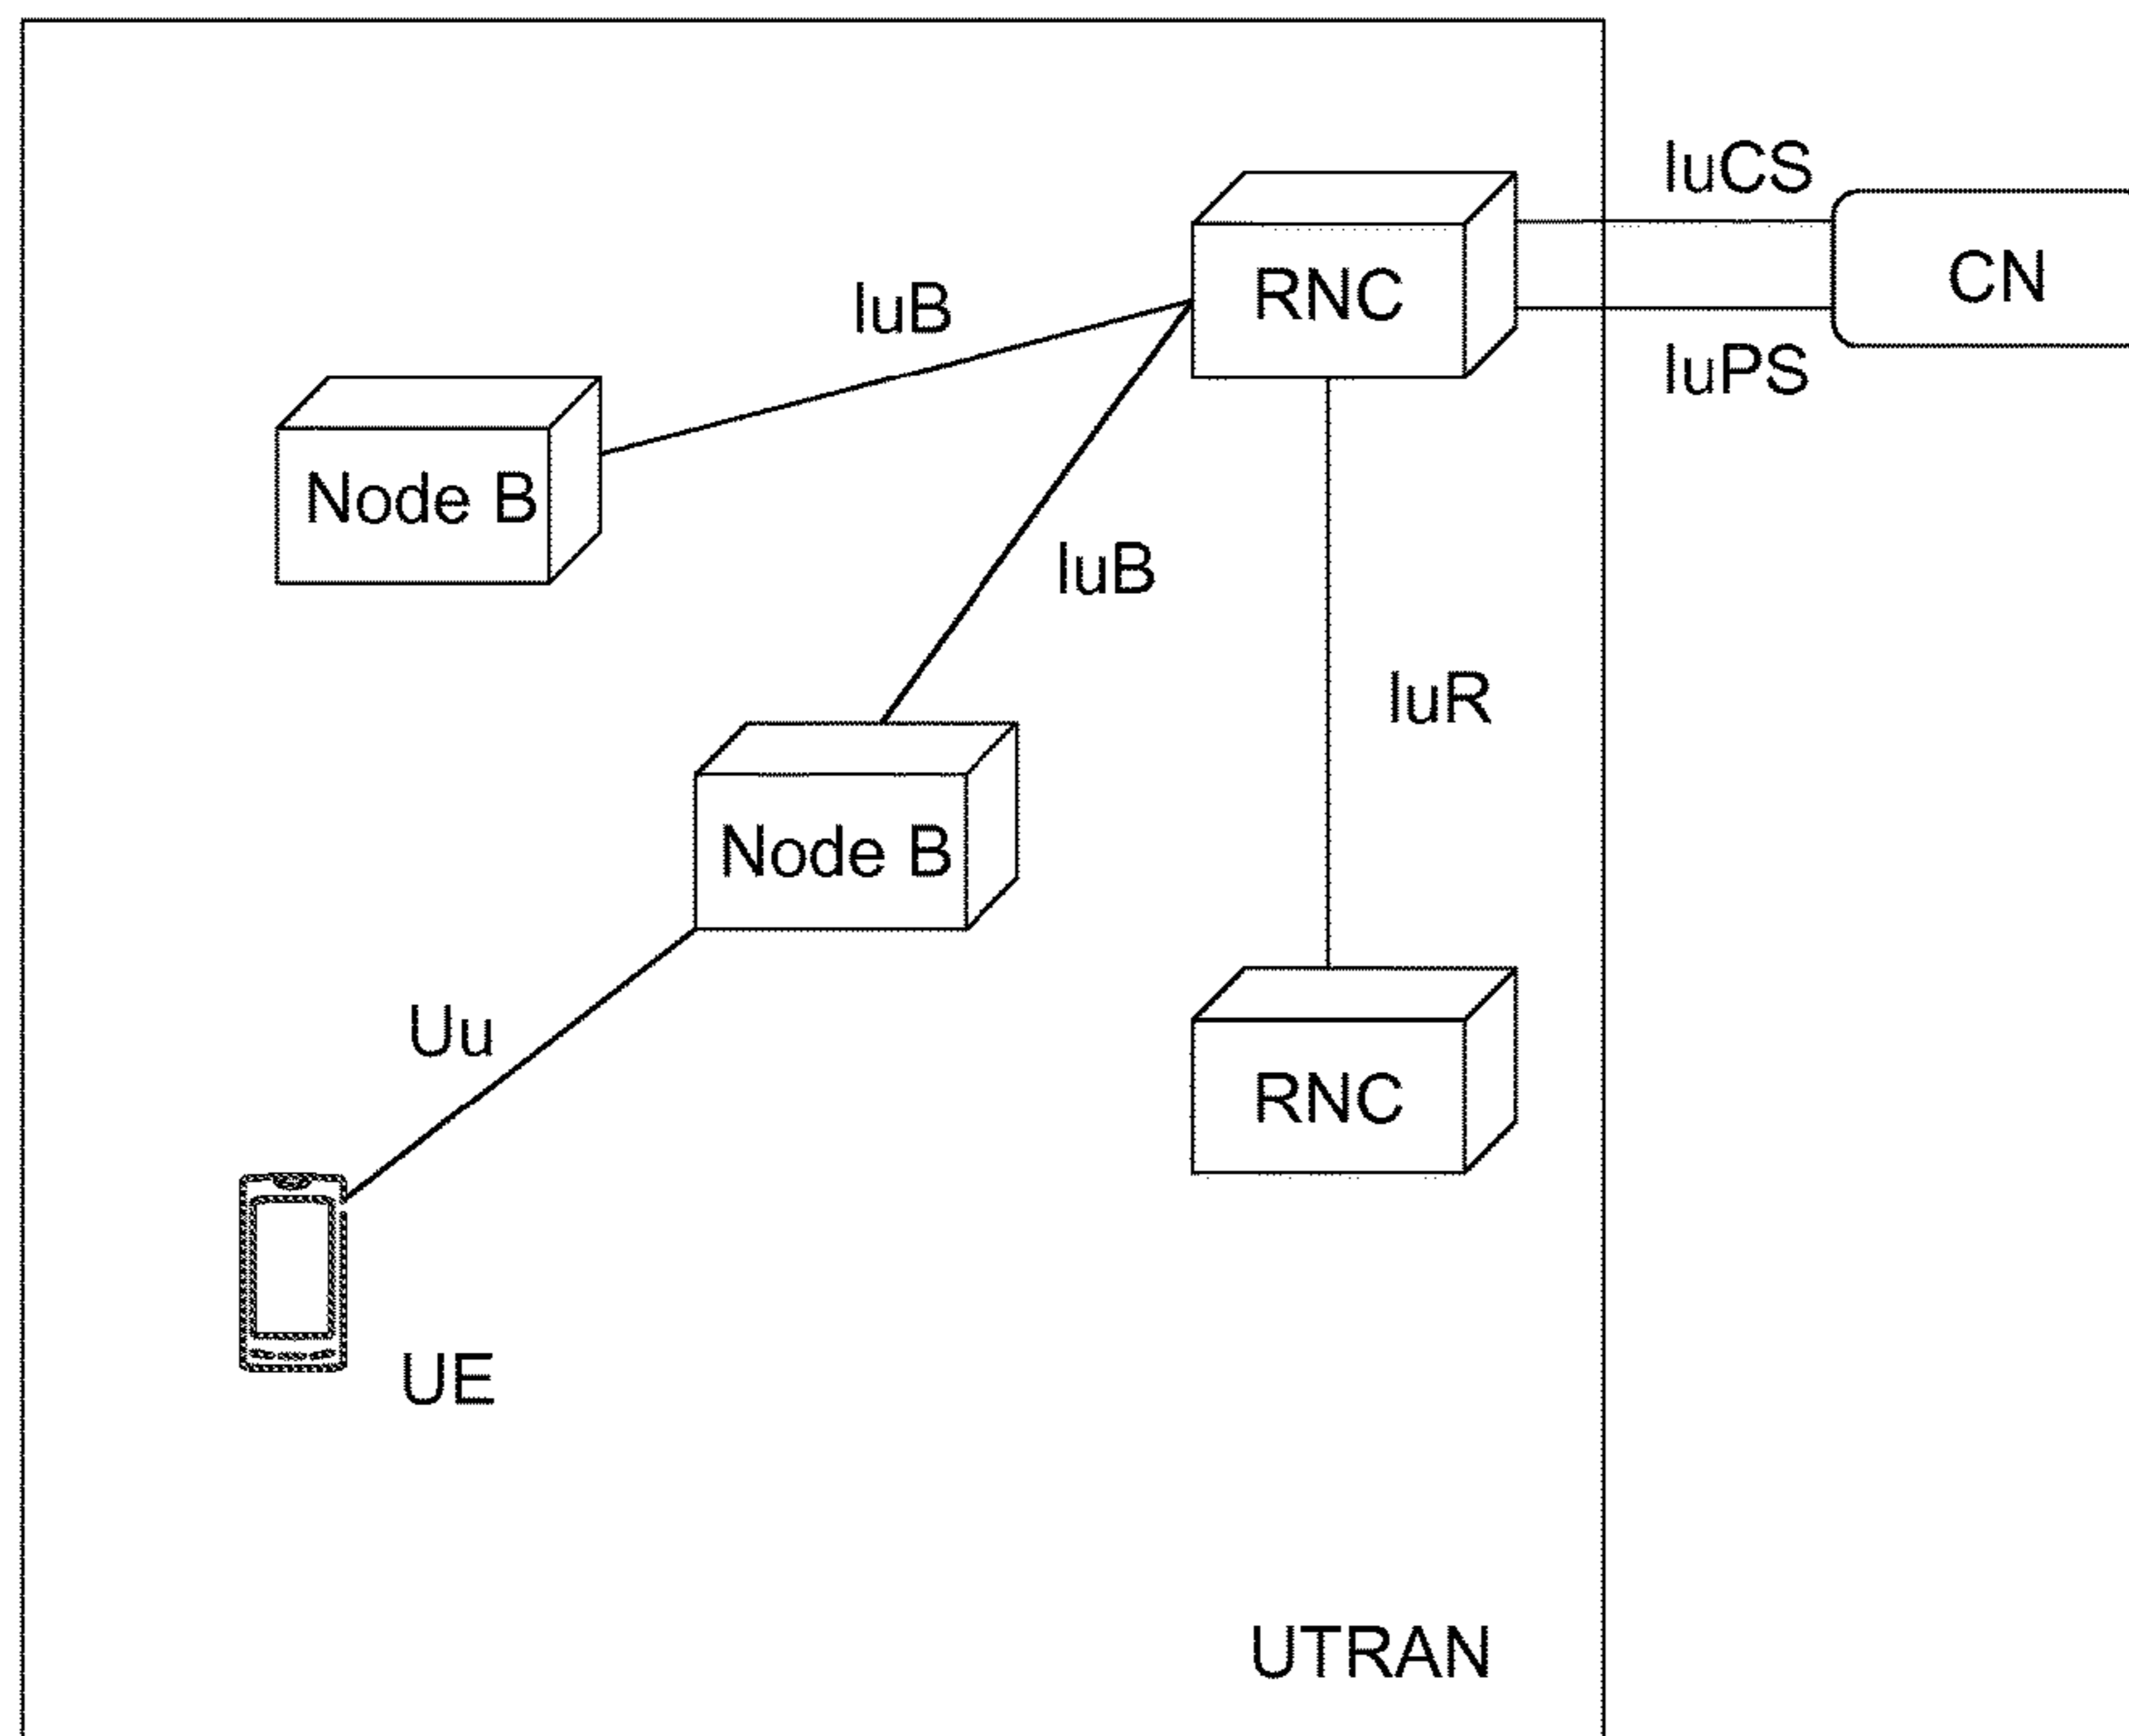 IuCS
RNC
CN
IuB
IuPS
Node B
IuB
IuR
Node B
Uu
RNC
UE
UTRAN